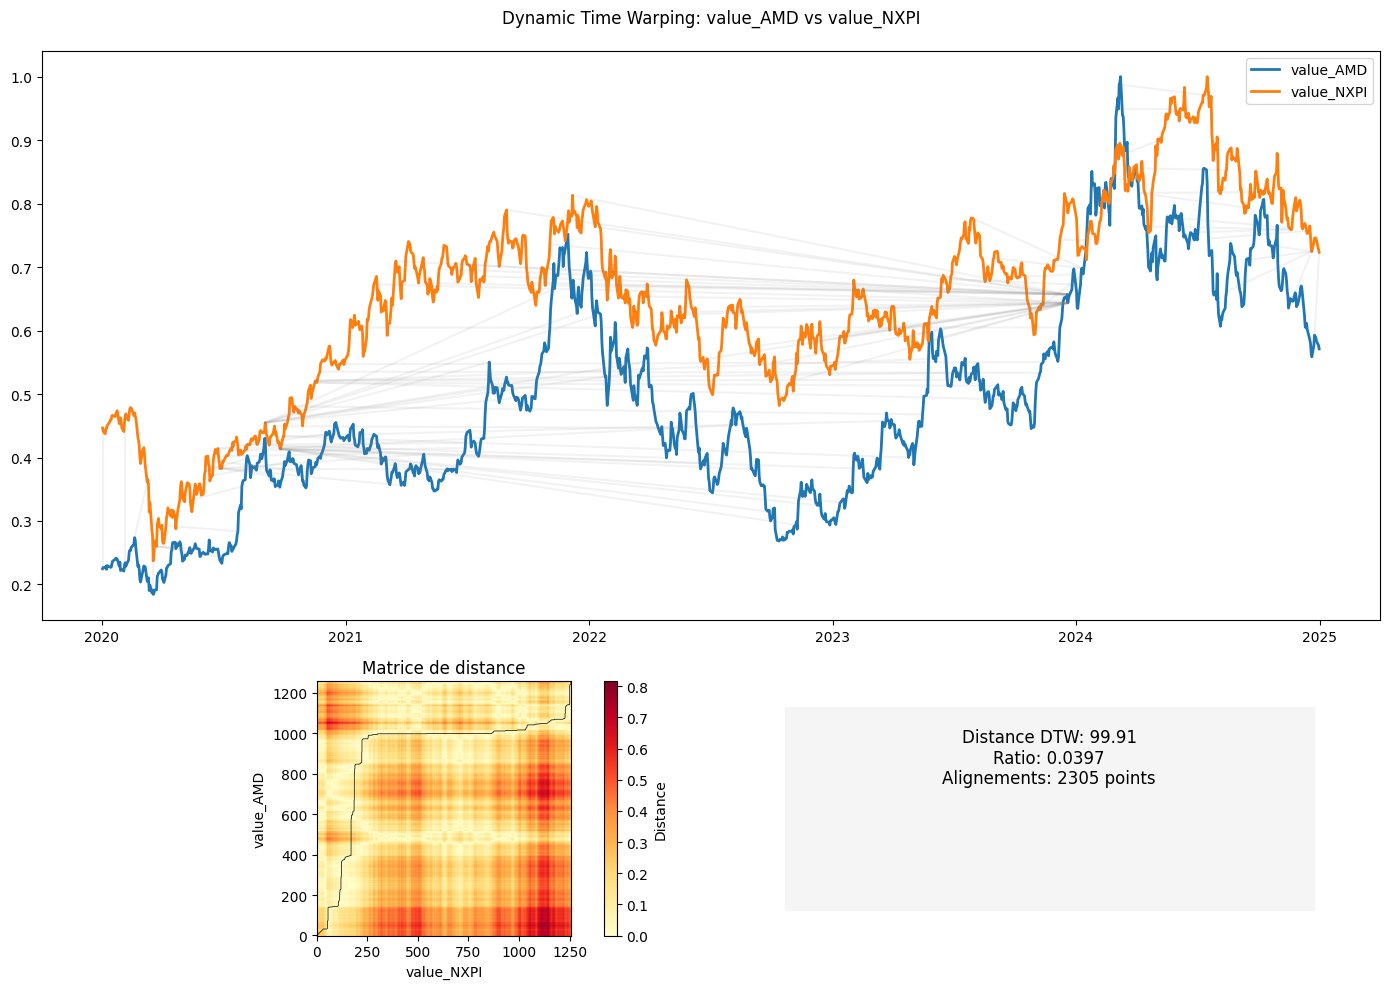 Dynamic Time Warping: value_AMD vs value_NXPI
value_AMD
value_NXPI
1.0
0.9
0.8
0.7
0.6
0.5
0.4
0.3
0.2
2020 2021 2022 2023 2024 2025
Matrice de distance
value_AMD
1200
1000
800
600
400
200
0
0 250 500 750 1000 1250
value_NXPI
0.8
0.7
0.6
0.5
0.4
0.3
0.2
0.1
0.0
Distance
Distance DTW: 99.91
Ratio: 0.0397
Alignements: 2305 points